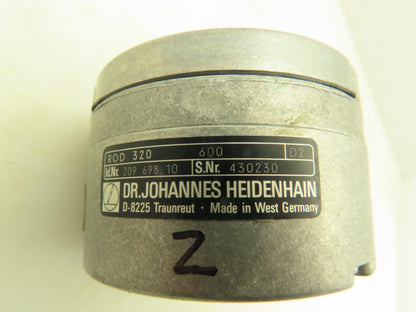 ROD 320 600 D2
Id.Nr. 209 698 10 S.Nr. 430230
DR. JOHANNES HEIDENHAIN
D-8225 Traunreut · Made in West Germany
Z